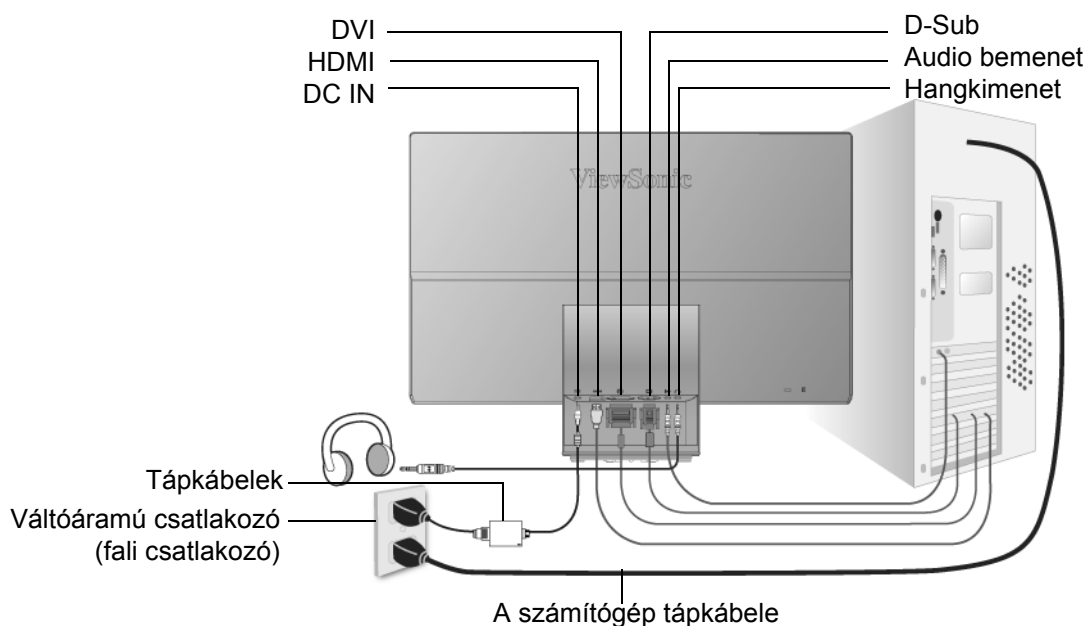 DVI
HDMI
DC IN
D-Sub
Audio bemenet
Hangkimenet
ViewSonic
Tápkábelek
Váltóáramú csatlakozó
(fali csatlakozó)
A számítógép tápkábele